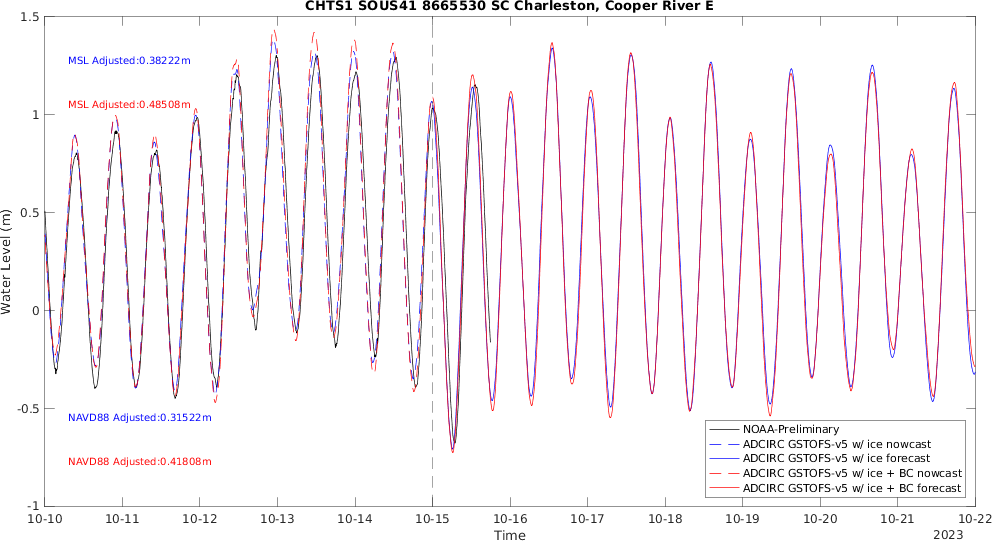 CHTS1 SOUS41 8665530 SC Charleston, Cooper River E
1.5
1
0.5
0
-0.5
-1
Water Level (m)
MSL Adjusted:0.38222m
MSL Adjusted:0.48508m
NAVD88 Adjusted:0.31522m
NAVD88 Adjusted:0.41808m
NOAA-Preliminary
ADCIRC GSTOFS-v5 w/ ice nowcast
ADCIRC GSTOFS-v5 w/ ice forecast
ADCIRC GSTOFS-v5 w/ ice + BC nowcast
ADCIRC GSTOFS-v5 w/ ice + BC forecast
10-10 10-11 10-12 10-13 10-14 10-15 10-16 10-17 10-18 10-19 10-20 10-21 10-22
Time
2023